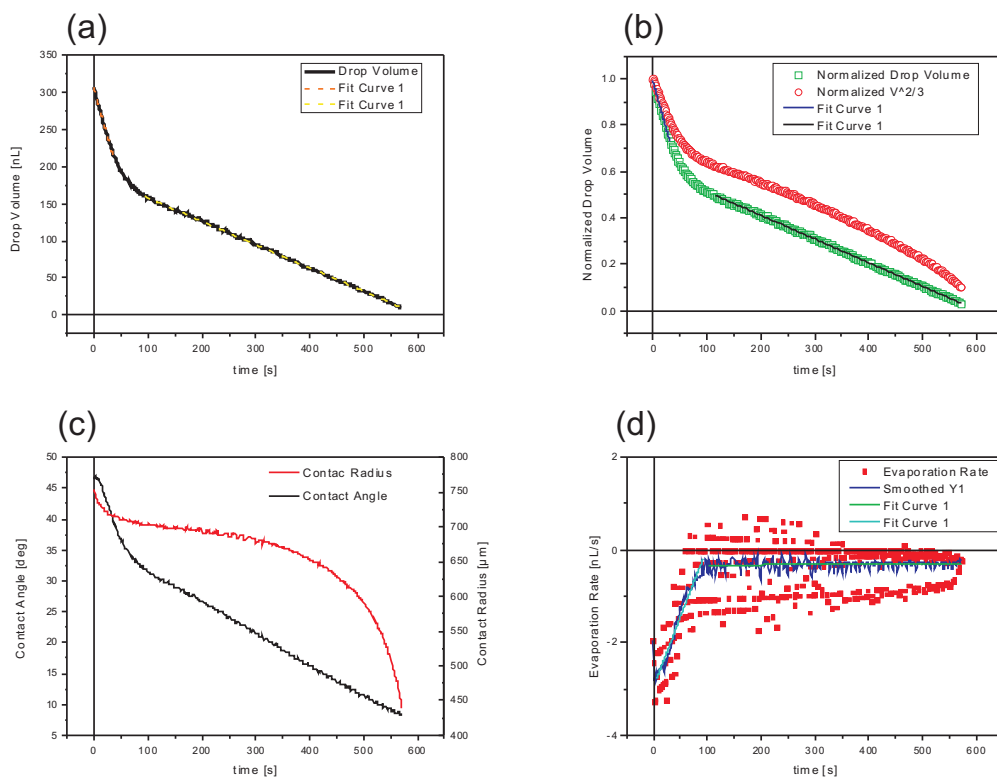 (a)
350
300
250
200
150
100
50
0
Drop Volume [nL]
Drop Volume
Fit Curve 1
Fit Curve 1
0 100 200 300 400 500 600
time [s]
(b)
1.0
0.8
0.6
0.4
0.2
0.0
Normalized Drop Volume
Normalized Drop Volume
Normalized V^2/3
Fit Curve 1
Fit Curve 1
0 100 200 300 400 500 600
time [s]
(c)
50
45
40
35
30
25
20
15
10
5
Contact Angle [deg]
Contac Radius
Contact Angle
800
750
700
650
600
550
500
450
400
Contact Radius [µm]
0 100 200 300 400 500 600
time [s]
(d)
2
0
-2
-4
Evaporation Rate [nL/s]
Evaporation Rate
Smoothed Y1
Fit Curve 1
Fit Curve 1
0 100 200 300 400 500 600
time [s]